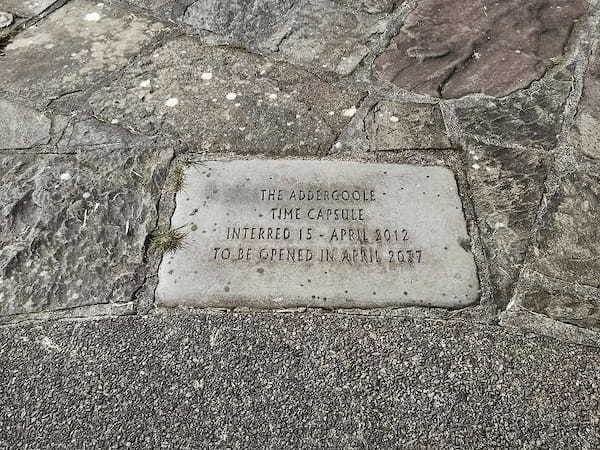 THE ADDERGOOLE
TIME CAPSULE
INTERRED 15 - APRIL 2012
TO BE OPENED IN APRIL 2037